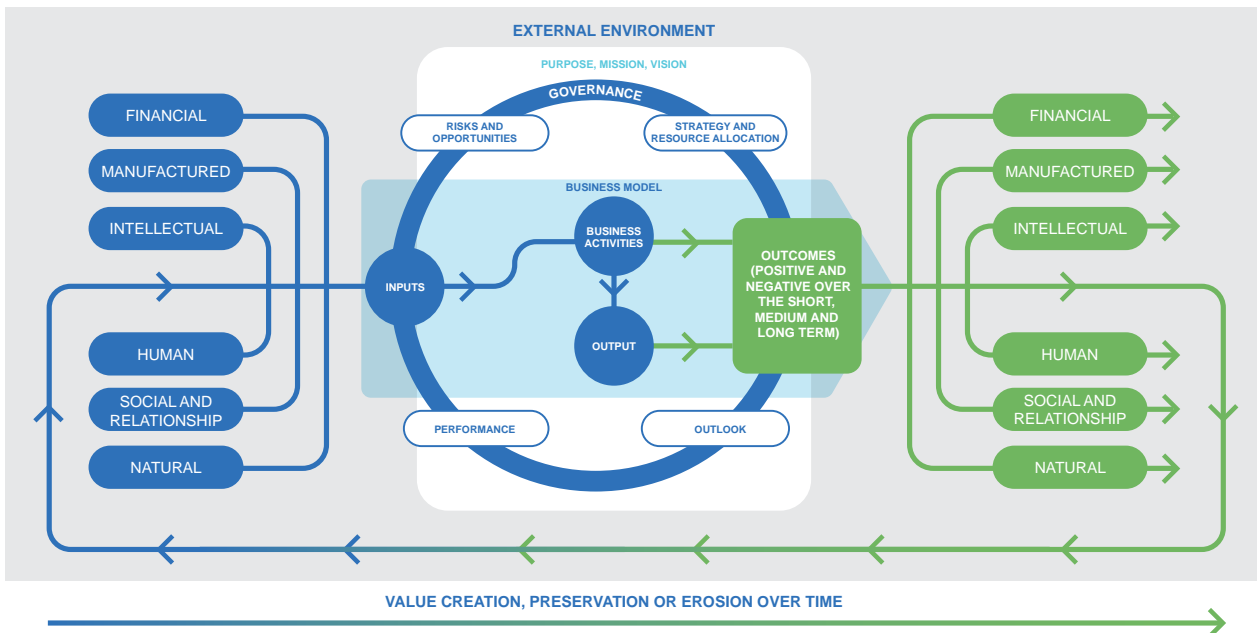 EXTERNAL ENVIRONMENT
PURPOSE, MISSION, VISION
GOVERNANCE
FINANCIAL
MANUFACTURED
INTELLECTUAL
HUMAN
SOCIAL AND
RELATIONSHIP
NATURAL
RISKS AND
OPPORTUNITIES
STRATEGY AND
RESOURCE ALLOCATION
BUSINESS MODEL
INPUTS
BUSINESS
ACTIVITIES
OUTPUT
OUTCOMES
(POSITIVE AND
NEGATIVE OVER
THE SHORT,
MEDIUM AND
LONG TERM)
PERFORMANCE
OUTLOOK
FINANCIAL
MANUFACTURED
INTELLECTUAL
HUMAN
SOCIAL AND
RELATIONSHIP
NATURAL
VALUE CREATION, PRESERVATION OR EROSION OVER TIME